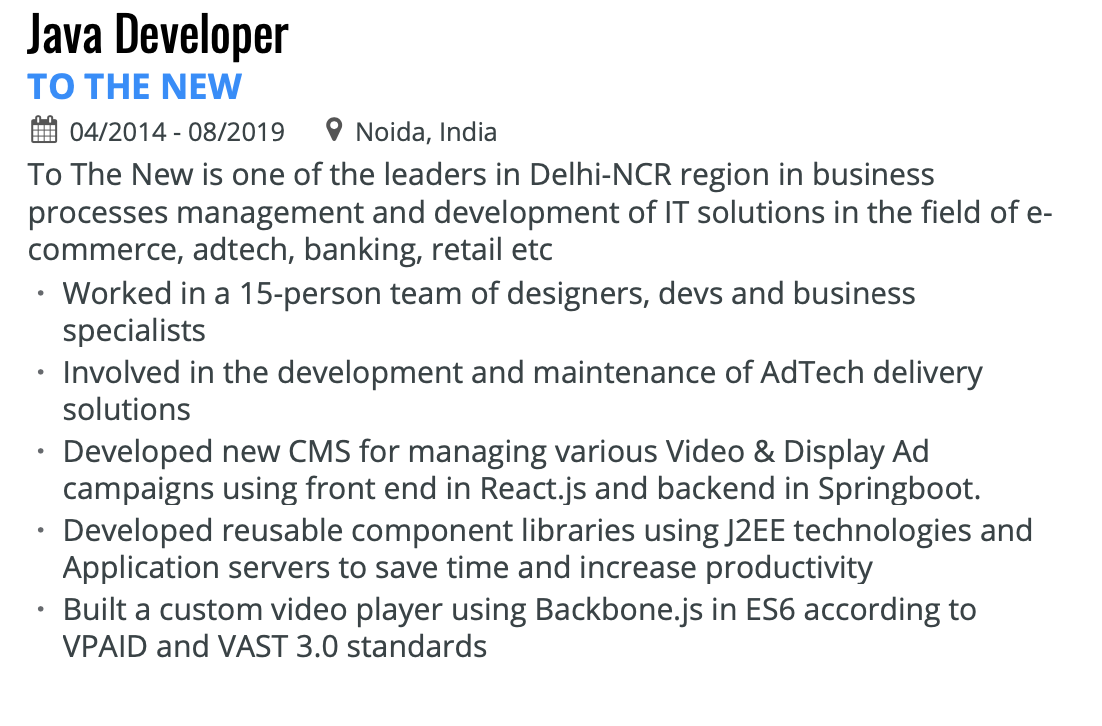 Java Developer
TO THE NEW
04/2014 - 08/2019 Noida, India
To The New is one of the leaders in Delhi-NCR region in business
processes management and development of IT solutions in the field of e-
commerce, adtech, banking, retail etc
• Worked in a 15-person team of designers, devs and business
specialists
• Involved in the development and maintenance of AdTech delivery
solutions
• Developed new CMS for managing various Video & Display Ad
campaigns using front end in React.js and backend in Springboot.
• Developed reusable component libraries using J2EE technologies and
Application servers to save time and increase productivity
• Built a custom video player using Backbone.js in ES6 according to
VPAID and VAST 3.0 standards